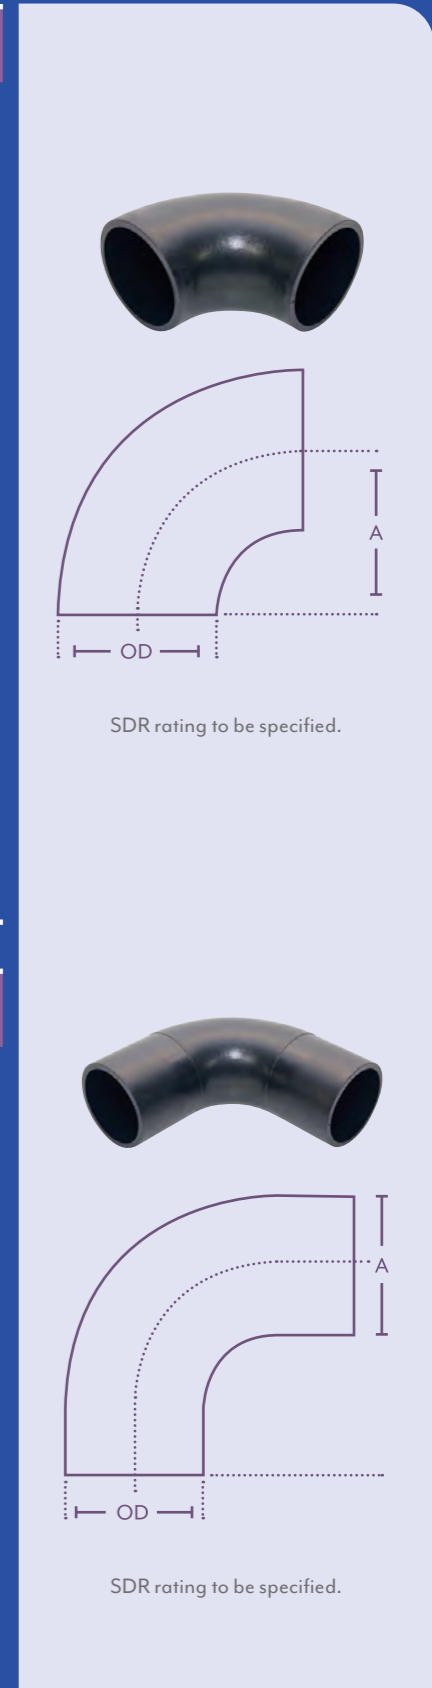 A
OD
SDR rating to be specified.
A
OD
SDR rating to be specified.